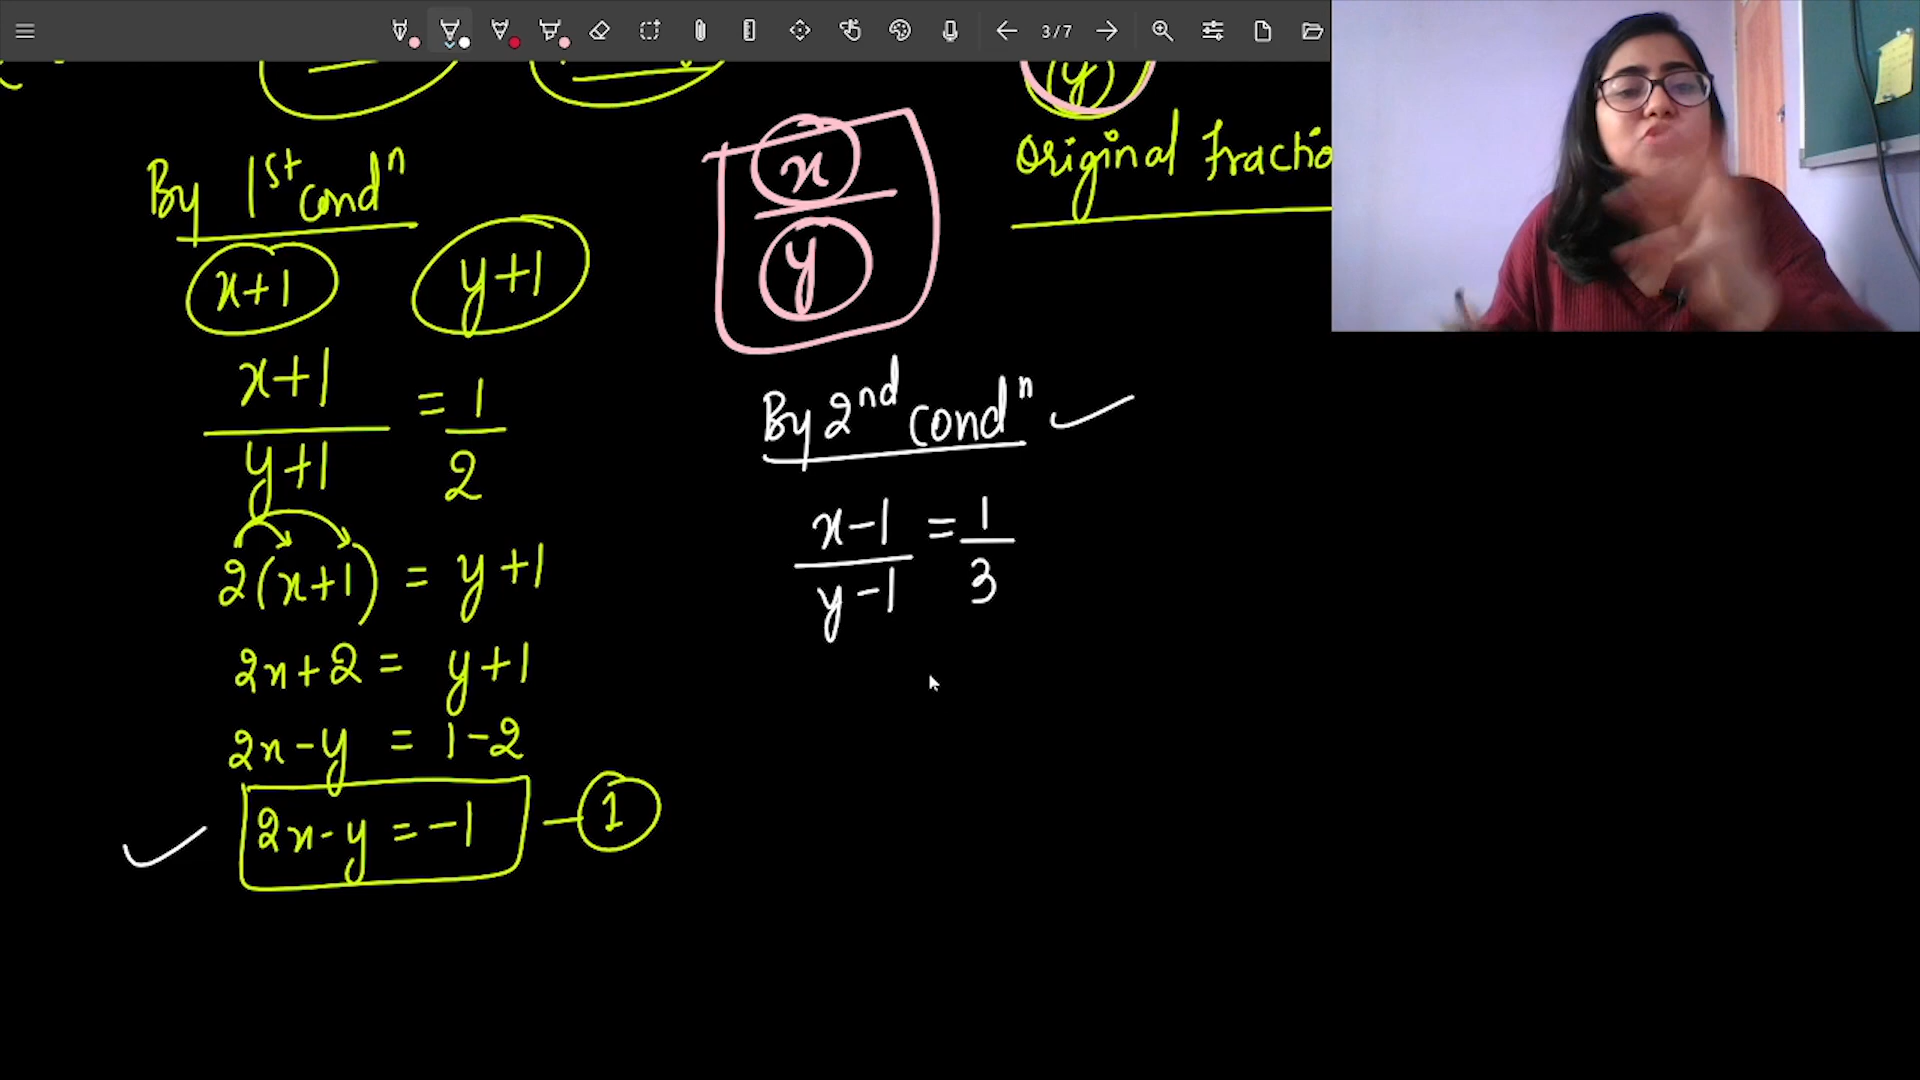 3/7
(y)
Original Fractio
By 1st condn
x
y
x+1 y+1
x+1 / y+1 = 1/2
By 2nd condn
x-1 / y-1 = 1/3
2(x+1) = y+1
2x+2 = y+1
2x-y = 1-2
2x-y = -1 - 1